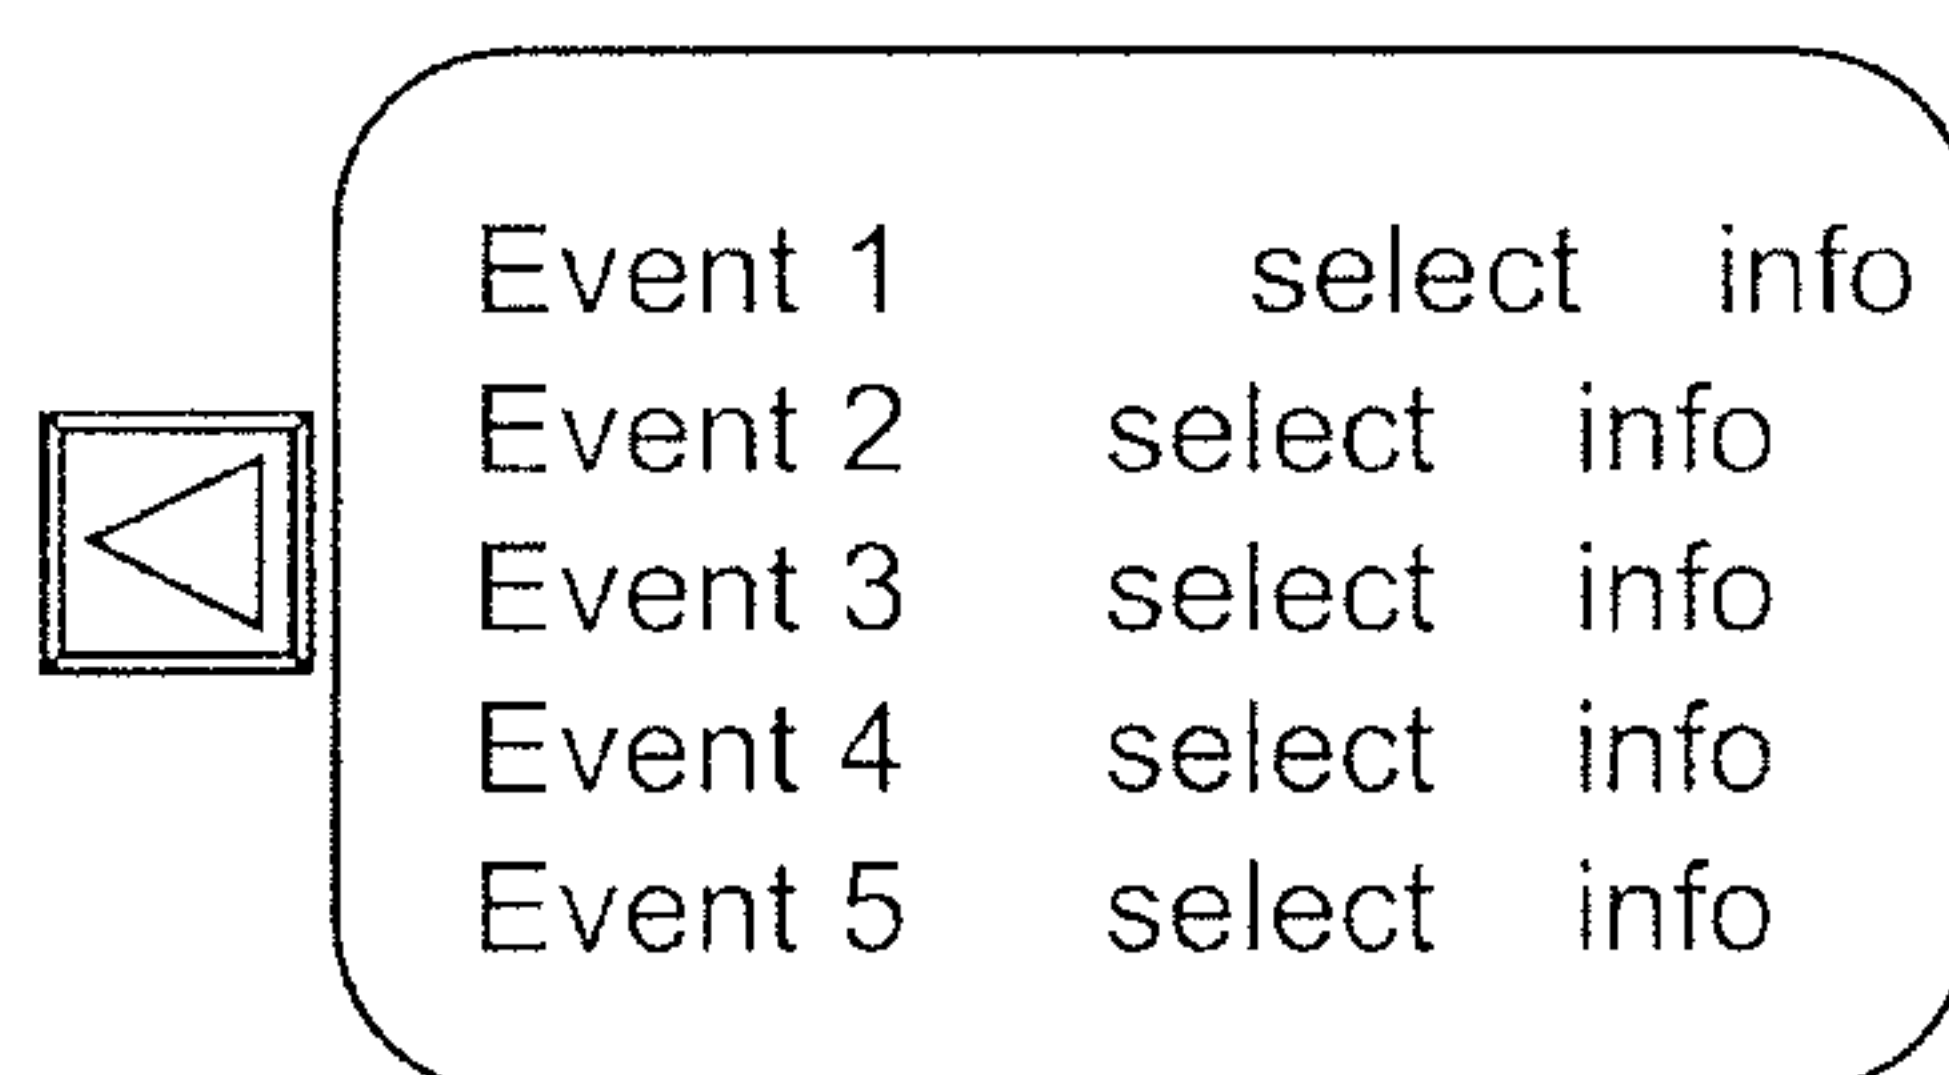 Event 1 select info
Event 2 select info
Event 3 select info
Event 4 select info
Event 5 select info